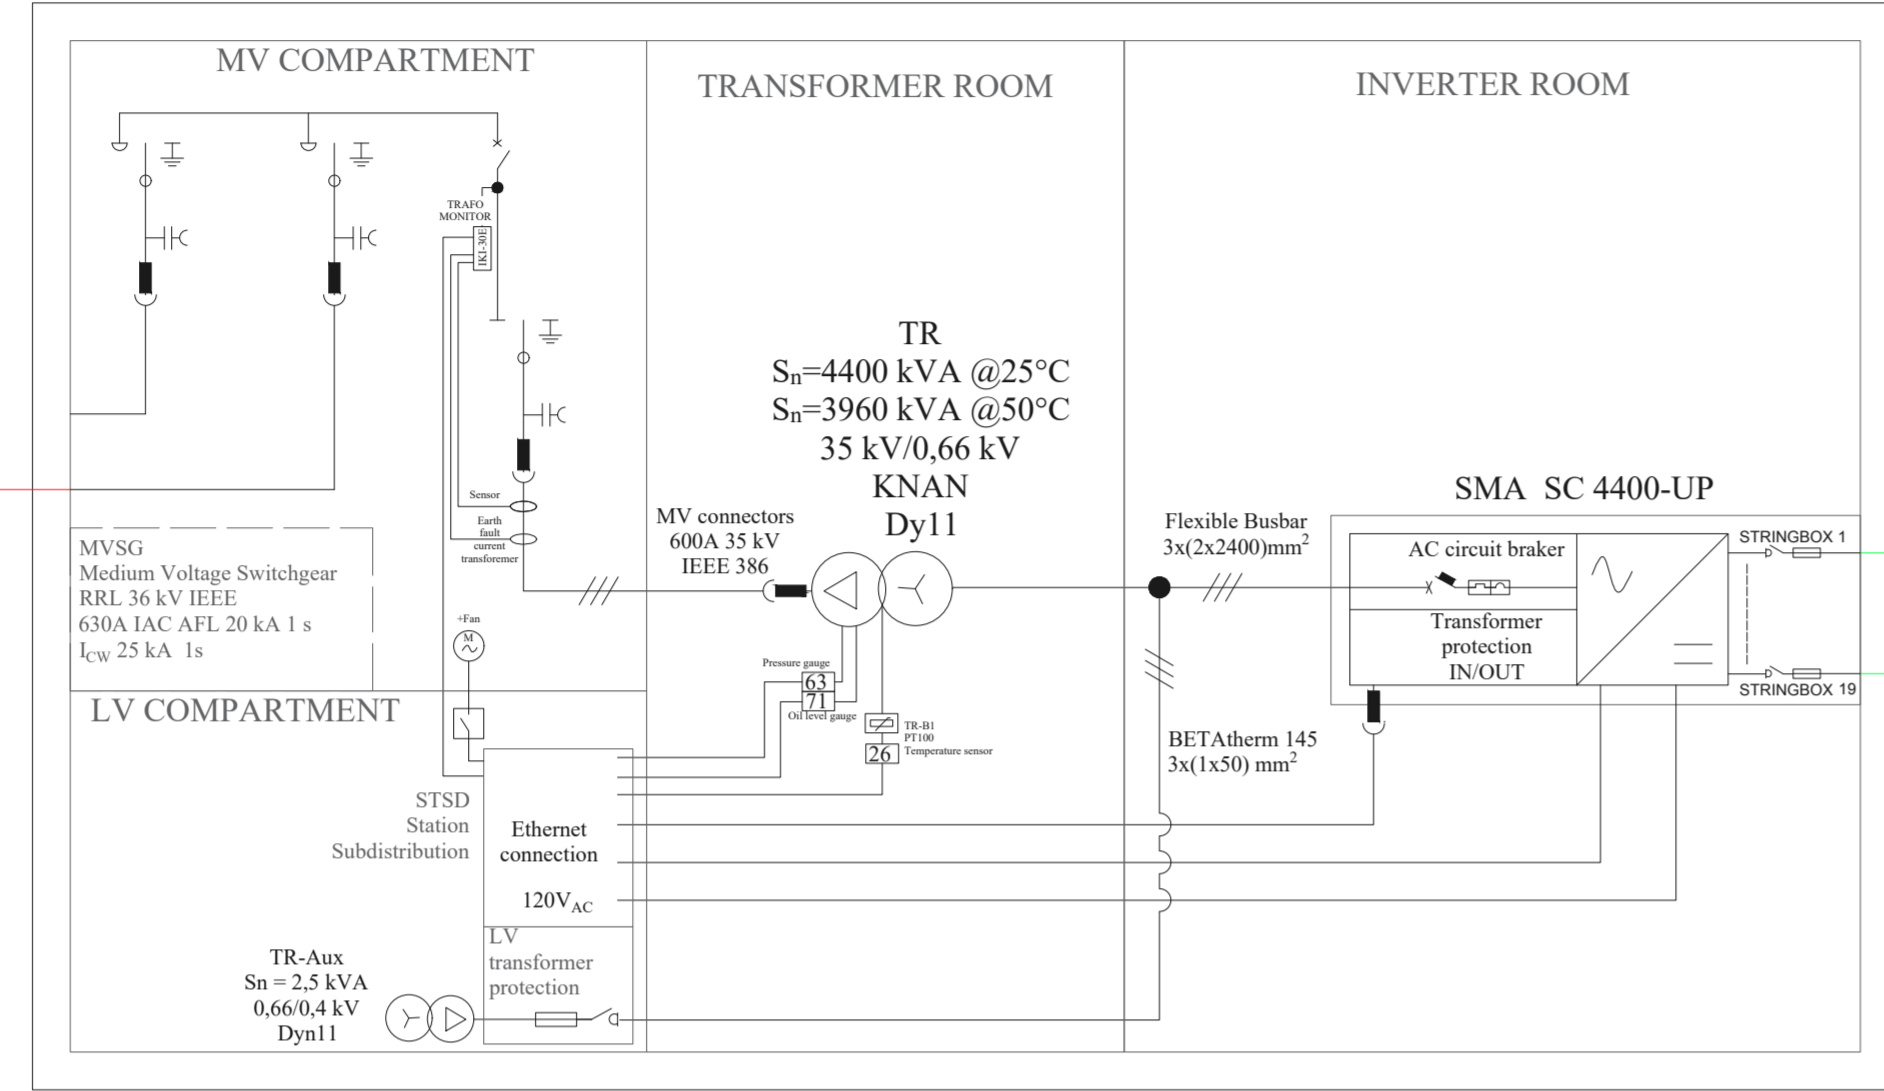 MV COMPARTMENT
TRANSFORMER ROOM
INVERTER ROOM
TRAFO
MONITOR
IKI-30E
Sensor
Earth
fault
current
transforemer
MVSG
Medium Voltage Switchgear
RRL 36 kV IEEE
630A IAC AFL 20 kA 1 s
I_CW 25 kA 1s
+Fan
M
LV COMPARTMENT
STSD
Station
Subdistribution
Ethernet
connection
120V_AC
LV
transformer
protection
TR-Aux
Sn = 2,5 kVA
0,66/0,4 kV
Dyn11
TR
Sn=4400 kVA @25°C
Sn=3960 kVA @50°C
35 kV/0,66 kV
KNAN
Dy11
MV connectors
600A 35 kV
IEEE 386
Pressure gauge
63
71
Oil level gauge
TR-B1
PT100
26
Temperature sensor
Flexible Busbar
3x(2x2400)mm²
BETAtherm 145
3x(1x50) mm²
SMA SC 4400-UP
AC circuit braker
Transformer
protection
IN/OUT
STRINGBOX 1
STRINGBOX 19